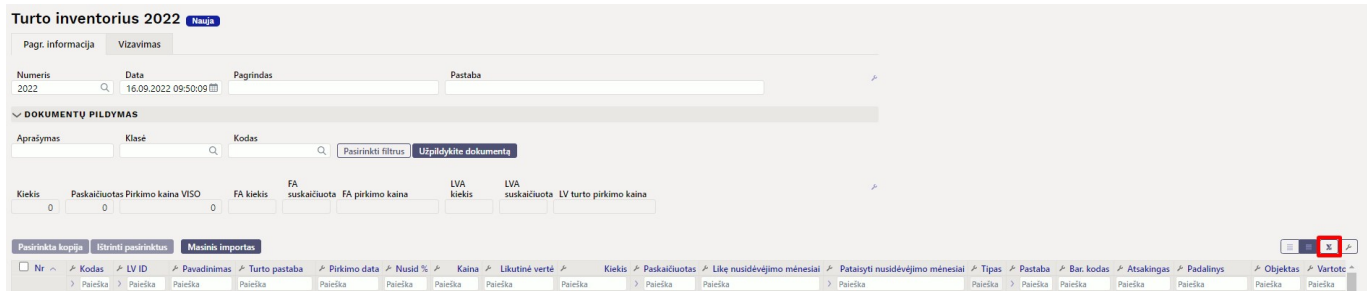 Turto inventorius 2022 Nauja
Pagr. informacija Vizavimas
Numeris Data Pagrindas Pastaba
2022 16.09.2022 09:50:09
DOKUMENTŲ PILDYMAS
Aprašymas Klasė Kodas
Pasirinkti filtrus Užpildykite dokumentą
Kiekis Paskaičiuotas Pirkimo kaina VISO FA kiekis FA suskaičiuota FA pirkimo kaina LVA kiekis LVA suskaičiuota LV turto pirkimo kaina
0 0 0
Pasirinkta kopija Ištrinti pasirinktus Masinis importas
Nr Kodas LV ID Pavadinimas Turto pastaba Pirkimo data Nusid % Kaina Likutinė vertė Kiekis Paskaičiuotas Likę nusidėvėjimo mėnesiai Pataisyti nusidėvėjimo mėnesiai Tipas Pastaba Bar. kodas Atsakingas Padalinys Objektas Vartoto
Paieška Paieška Paieška Paieška Paieška Paieška Paieška Paieška Paieška Paieška Paieška Paieška Paieška Paieška Paieška Paieška Paieška Paieška